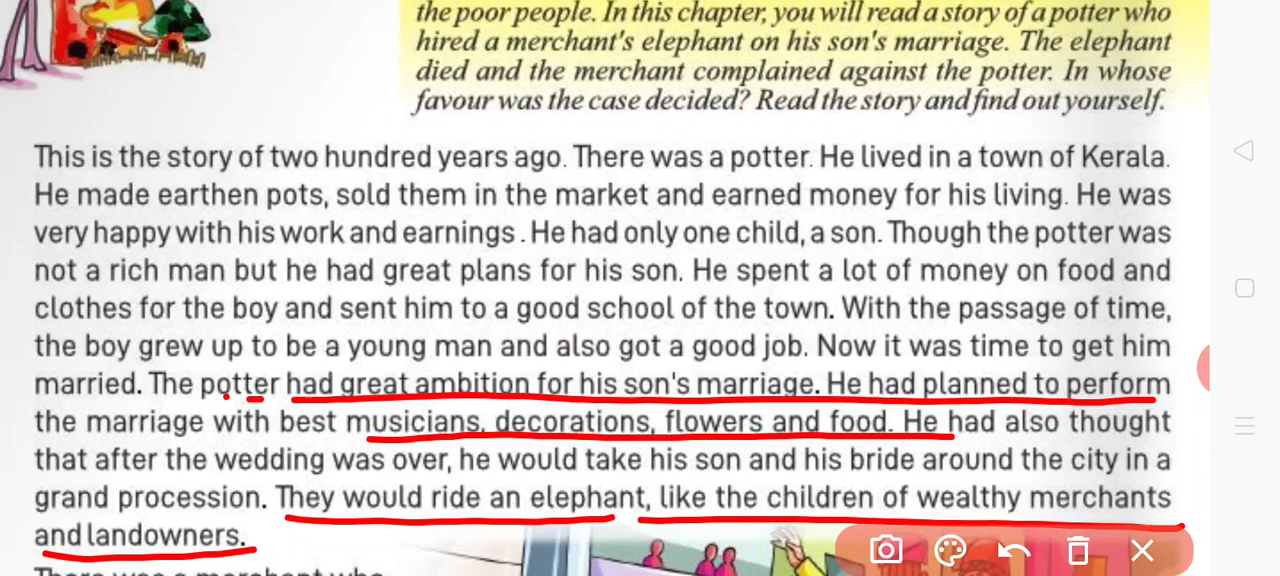 the poor people. In this chapter, you will read a story of a potter who
hired a merchant's elephant on his son's marriage. The elephant
died and the merchant complained against the potter. In whose
favour was the case decided? Read the story and find out yourself.
This is the story of two hundred years ago. There was a potter. He lived in a town of Kerala.
He made earthen pots, sold them in the market and earned money for his living. He was
very happy with his work and earnings . He had only one child, a son. Though the potter was
not a rich man but he had great plans for his son. He spent a lot of money on food and
clothes for the boy and sent him to a good school of the town. With the passage of time,
the boy grew up to be a young man and also got a good job. Now it was time to get him
married. The potter had great ambition for his son's marriage. He had planned to perform
the marriage with best musicians, decorations, flowers and food. He had also thought
that after the wedding was over, he would take his son and his bride around the city in a
grand procession. They would ride an elephant, like the children of wealthy merchants
and landowners.
There was a merchant who